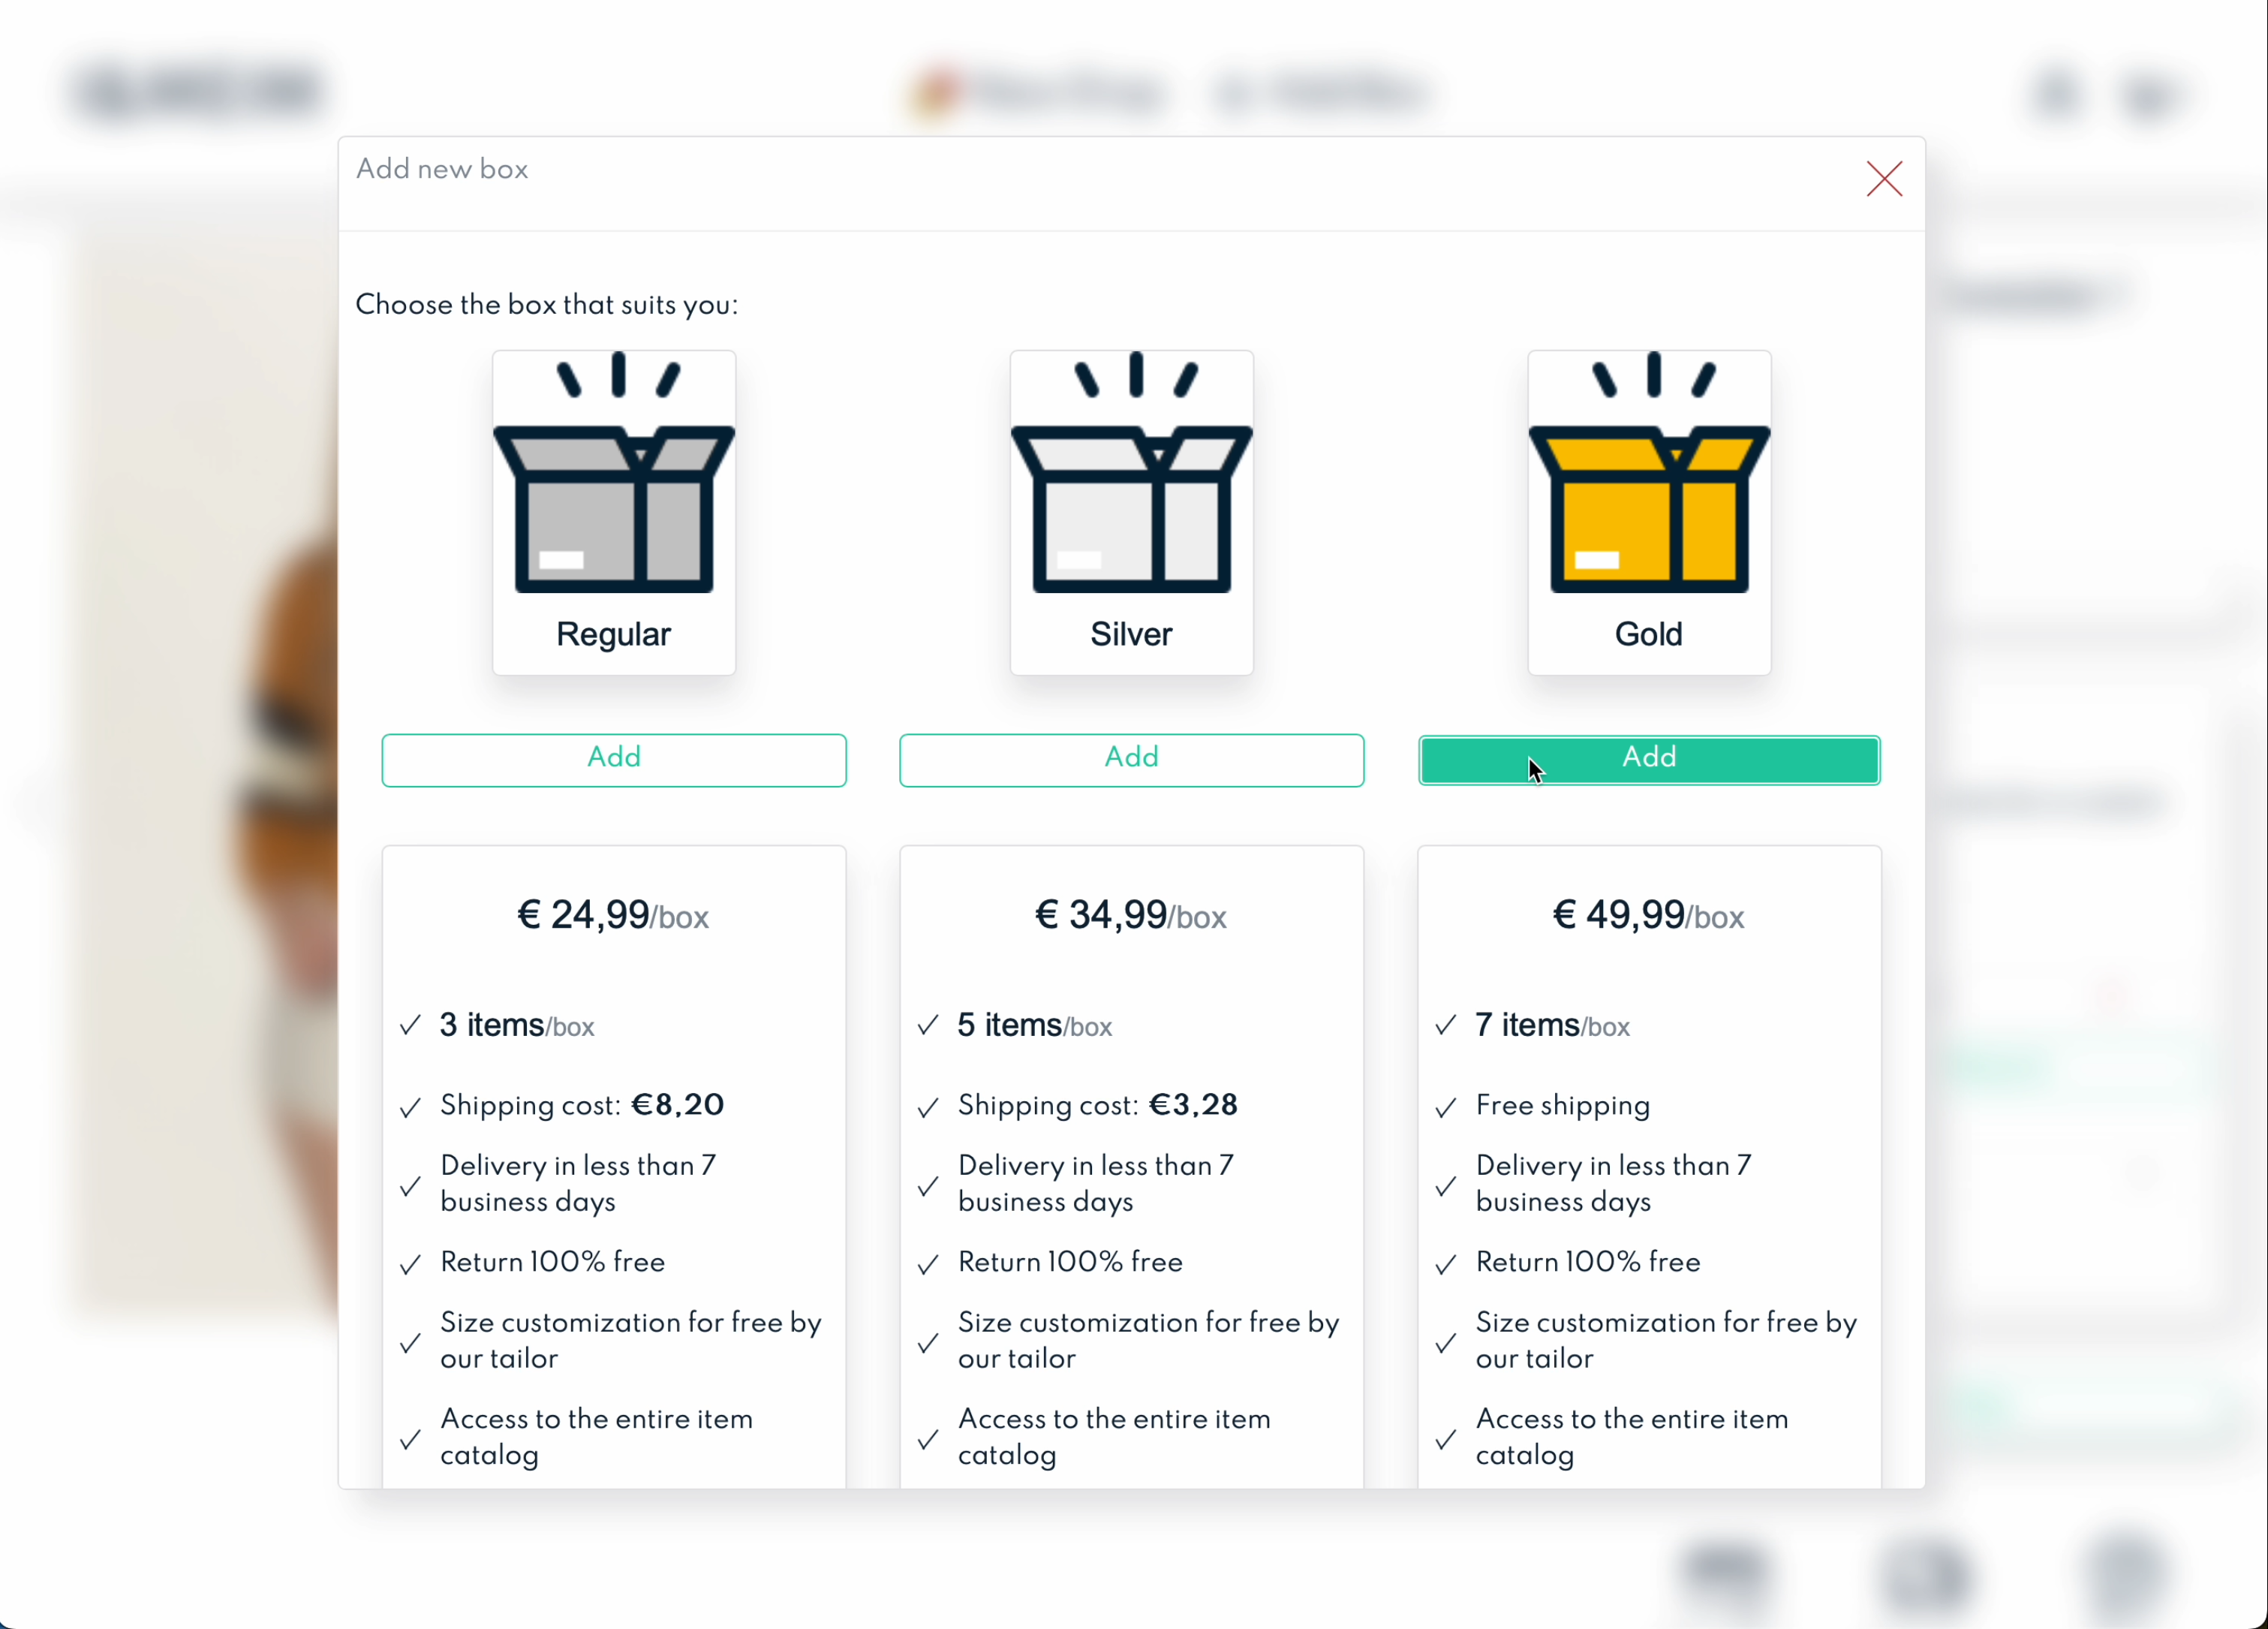 Add new box
Choose the box that suits you:
Regular
Silver
Gold
Add
Add
Add
€ 24,99/box
3 items/box
Shipping cost: €8,20
Delivery in less than 7
business days
Return 100% free
Size customization for free by
our tailor
Access to the entire item
catalog
€ 34,99/box
5 items/box
Shipping cost: €3,28
Delivery in less than 7
business days
Return 100% free
Size customization for free by
our tailor
Access to the entire item
catalog
€ 49,99/box
7 items/box
Free shipping
Delivery in less than 7
business days
Return 100% free
Size customization for free by
our tailor
Access to the entire item
catalog